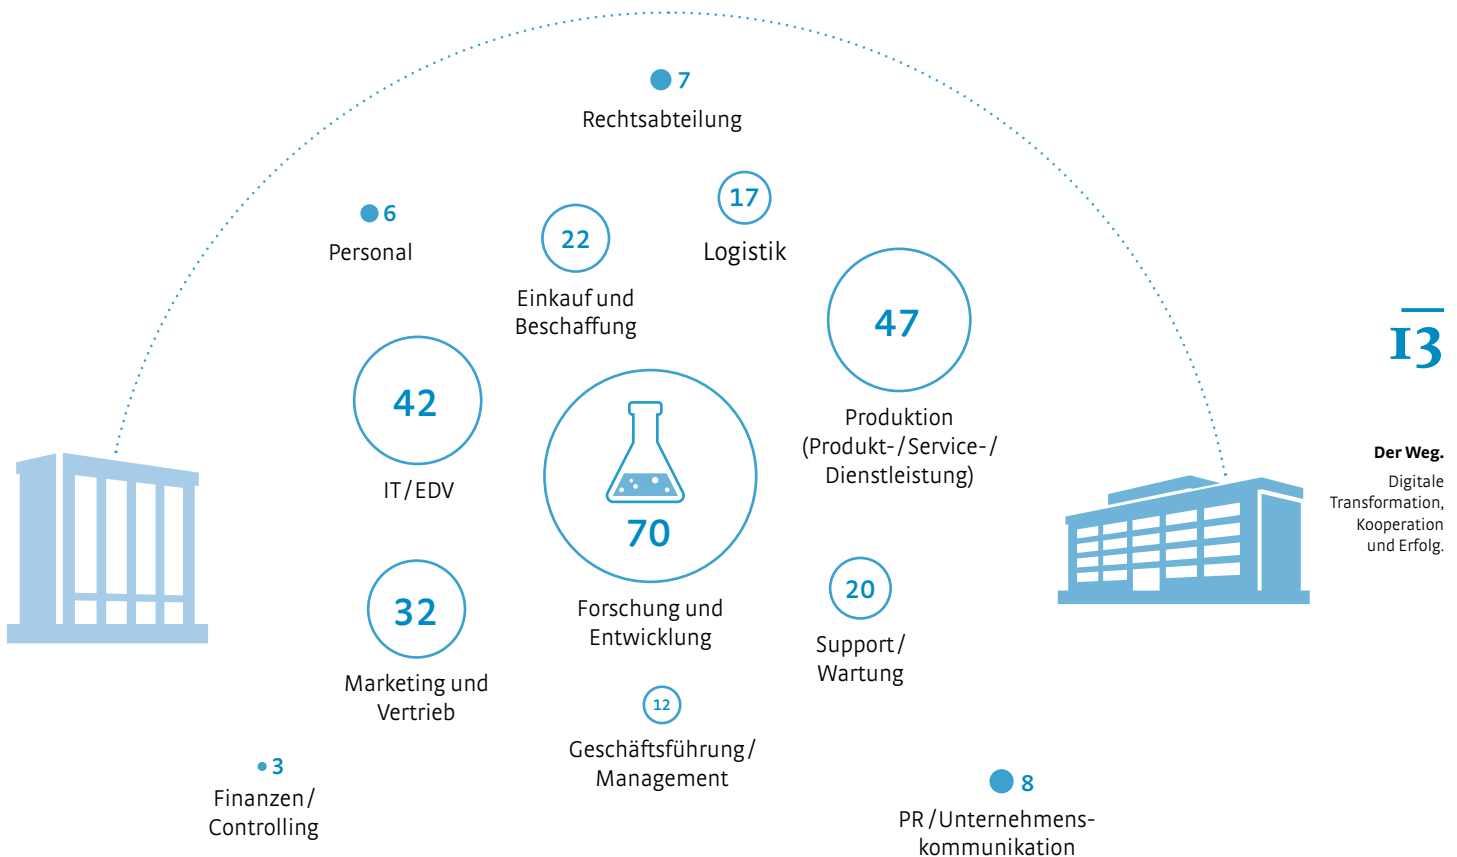 7
Rechtsabteilung
17
Logistik
6
Personal
22
Einkauf und
Beschaffung
47
Produktion
(Produkt-/Service-/
Dienstleistung)
42
IT/EDV
70
Forschung und
Entwicklung
32
Marketing und
Vertrieb
20
Support/
Wartung
12
Geschäftsführung/
Management
3
Finanzen/
Controlling
8
PR/Unternehmens-
kommunikation
13
Der Weg.
Digitale
Transformation,
Kooperation
und Erfolg.